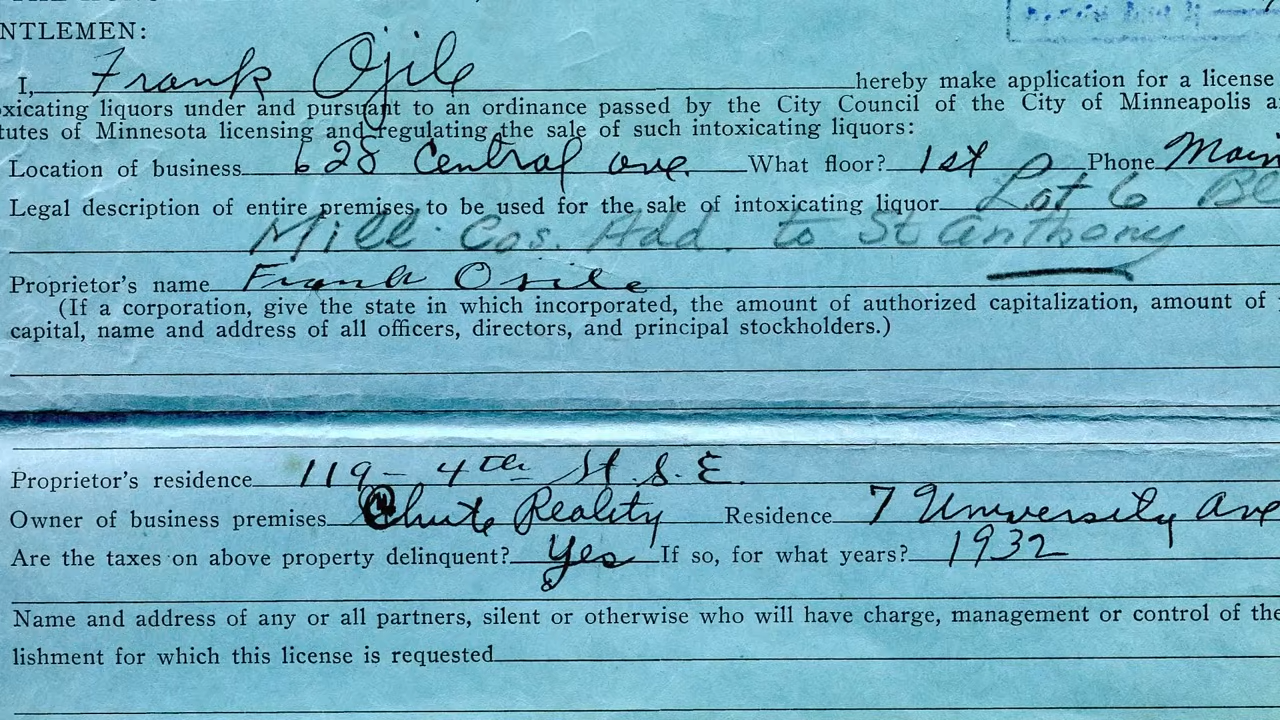 NTLEMEN:
I, Frank Ojile hereby make application for a license
oxicating liquors under and pursuant to an ordinance passed by the City Council of the City of Minneapolis a
tutes of Minnesota licensing and regulating the sale of such intoxicating liquors:
Location of business 628 Central ave. What floor? 1st Phone Main
Legal description of entire premises to be used for the sale of intoxicating liquor Lot 6 Bl
Mill Cos. Add. to St Anthony
Proprietor's name Frank Ojile
(If a corporation, give the state in which incorporated, the amount of authorized capitalization, amount of
capital, name and address of all officers, directors, and principal stockholders.)
Proprietor's residence 119 - 4th St. S.E.
Owner of business premises Chute Reality Residence 7 University Ave
Are the taxes on above property delinquent? Yes If so, for what years? 1932
Name and address of any or all partners, silent or otherwise who will have charge, management or control of the
lishment for which this license is requested